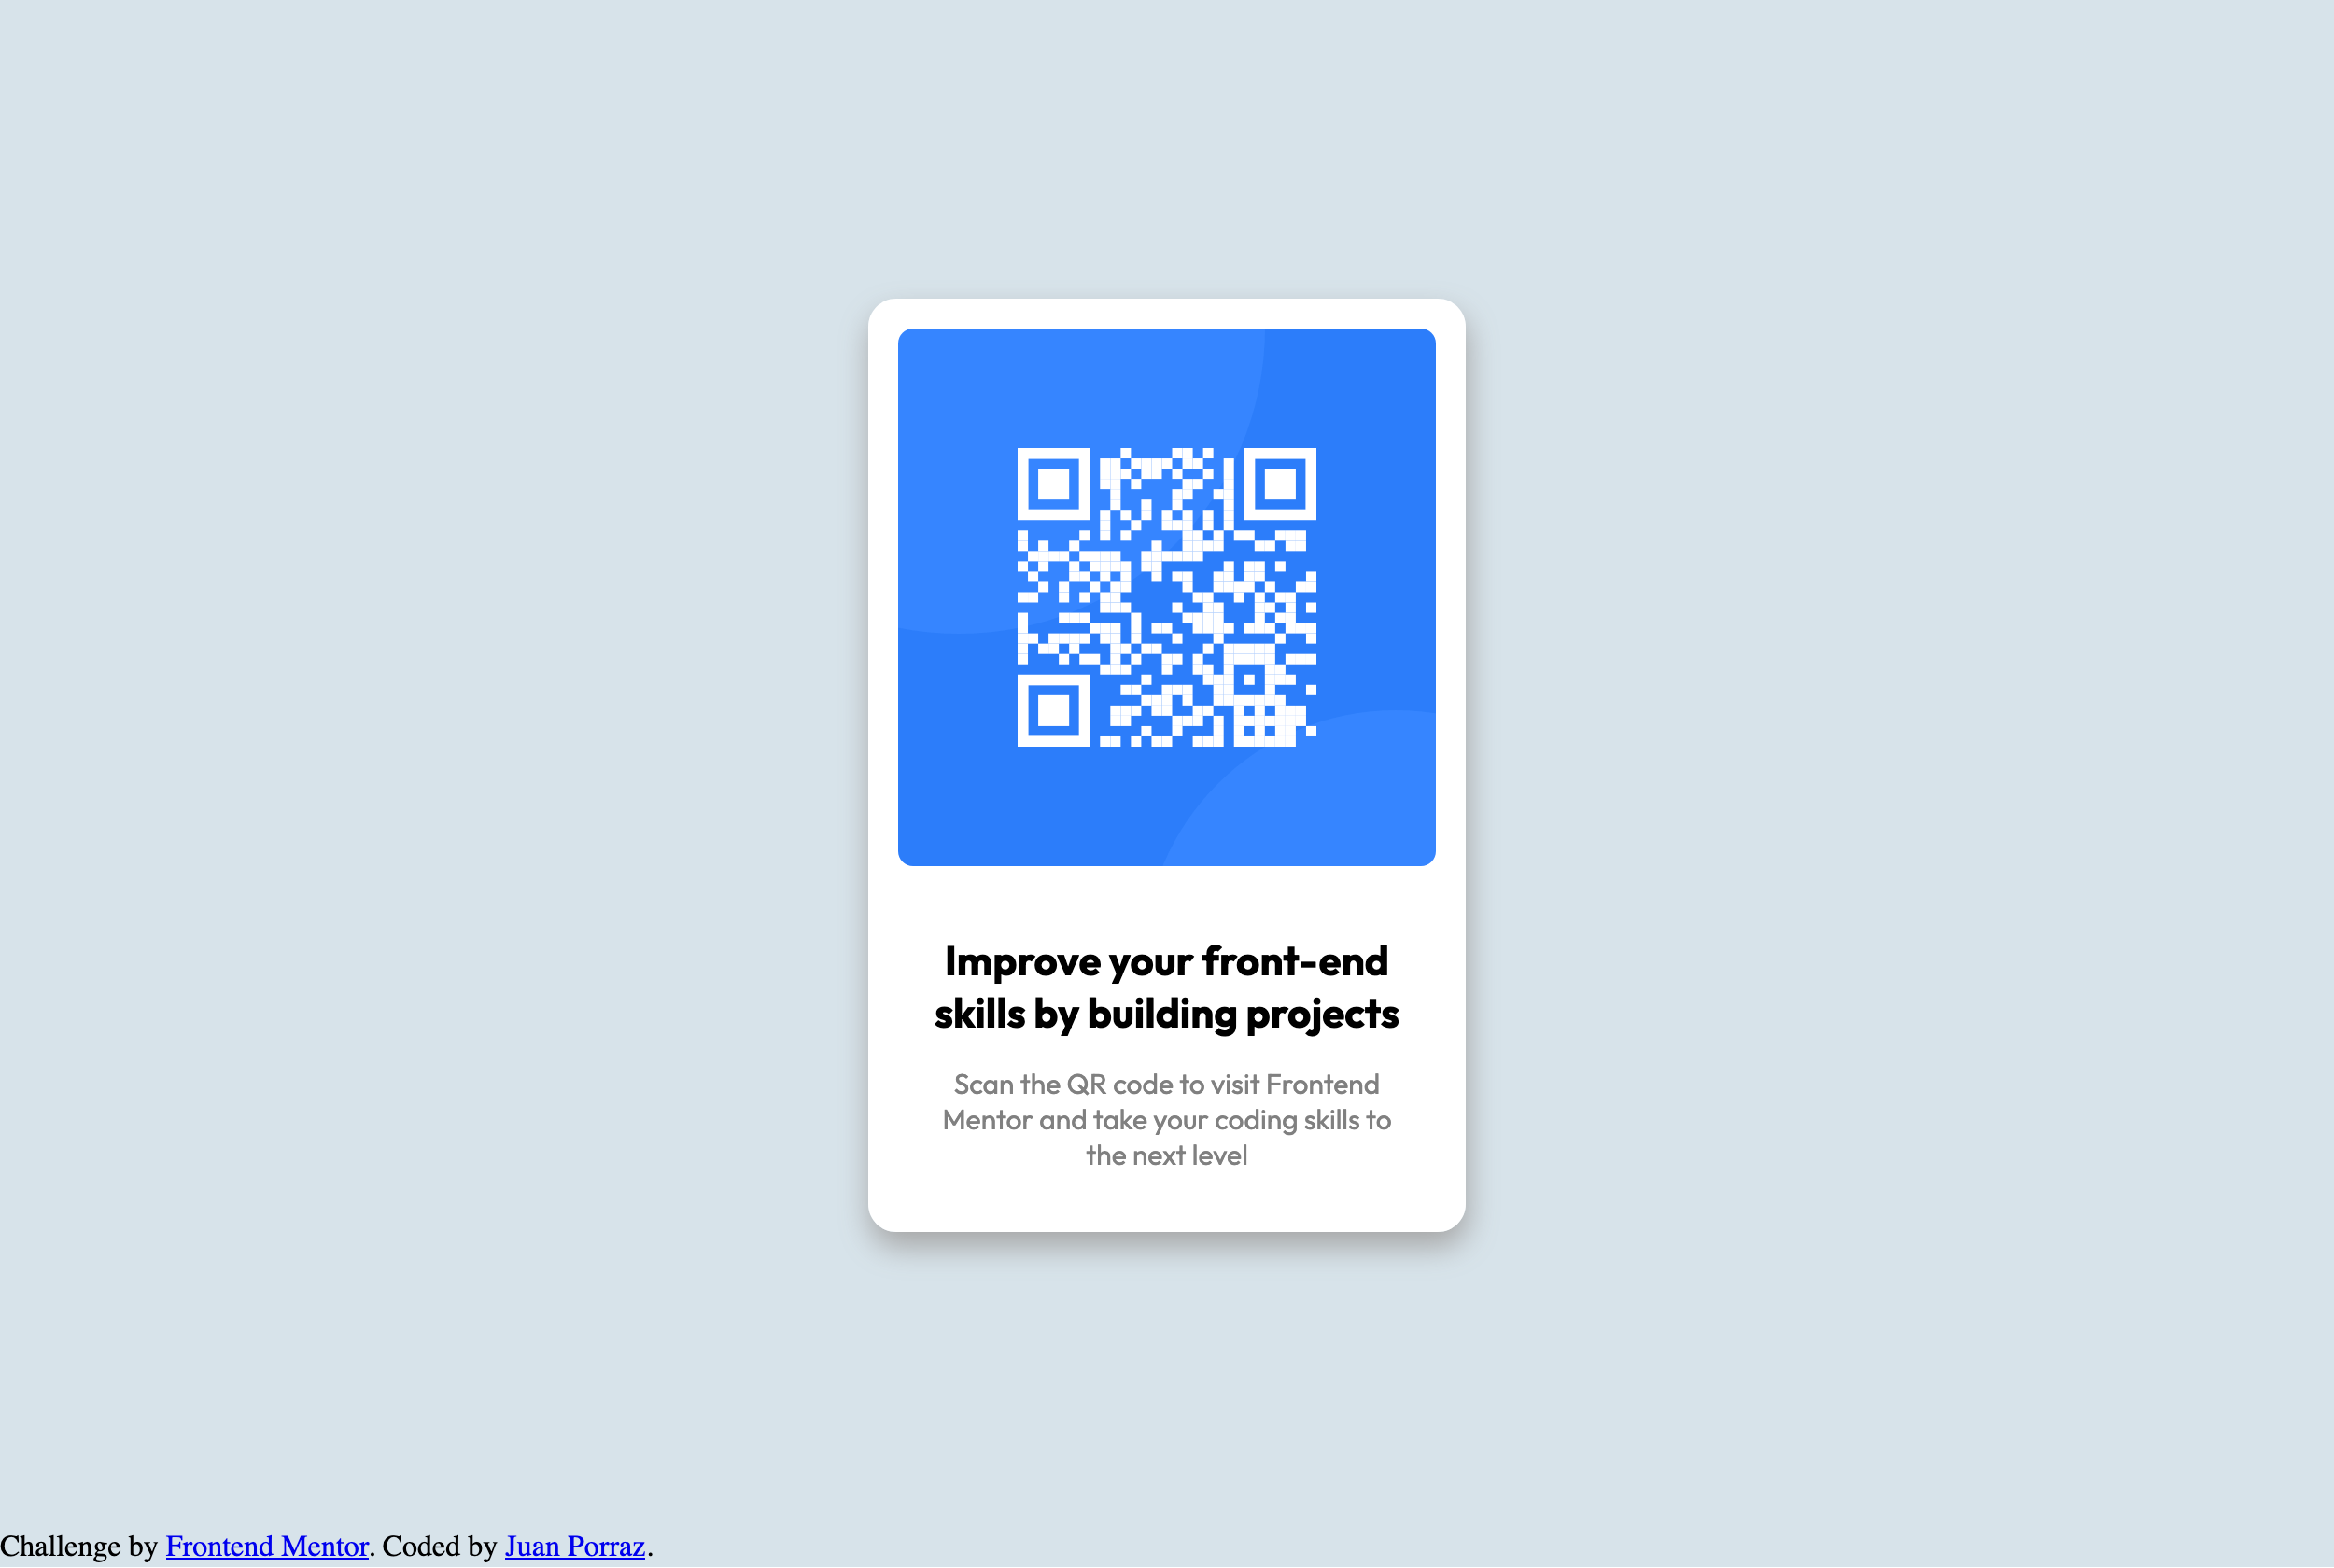 Improve your front-end
skills by building projects
Scan the QR code to visit Frontend
Mentor and take your coding skills to
the next level
Challenge by Frontend Mentor. Coded by Juan Porraz.